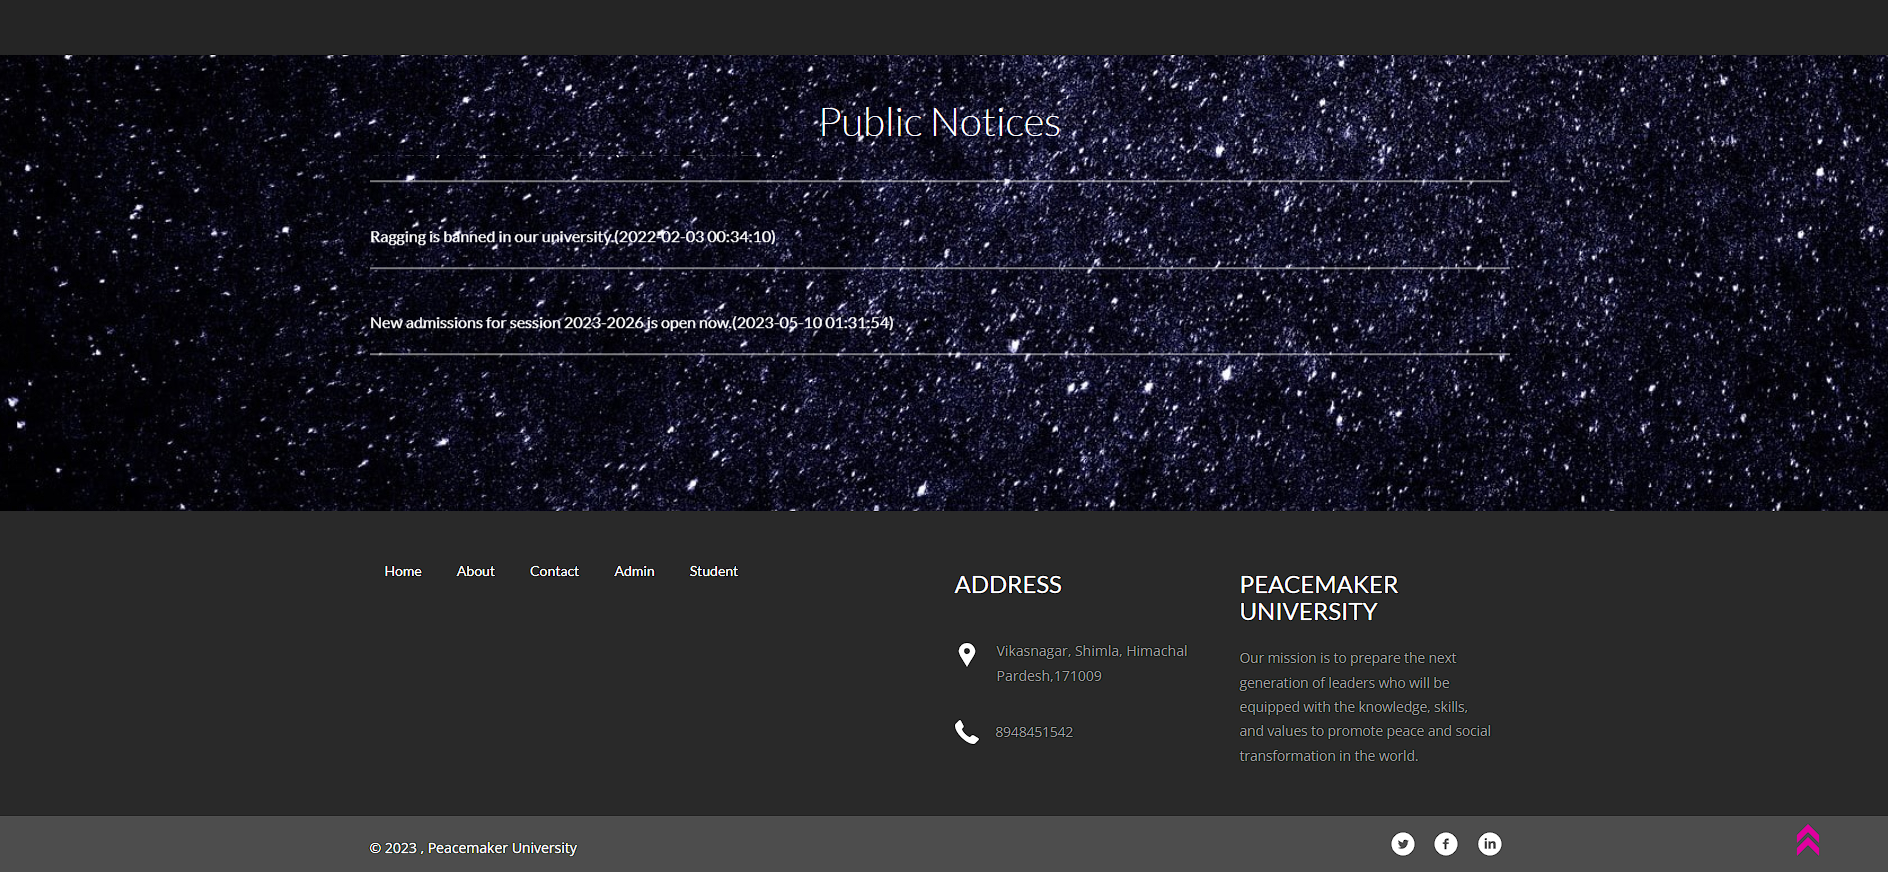 Public Notices
Ragging is banned in our university.(2022-02-03 00:34:10)
New admissions for session 2023-2026 is open now.(2023-05-10 01:31:54)
Home About Contact Admin Student
ADDRESS
Vikasnagar, Shimla, Himachal
Pardesh,171009
8948451542
PEACEMAKER
UNIVERSITY
Our mission is to prepare the next
generation of leaders who will be
equipped with the knowledge, skills,
and values to promote peace and social
transformation in the world.
© 2023 , Peacemaker University